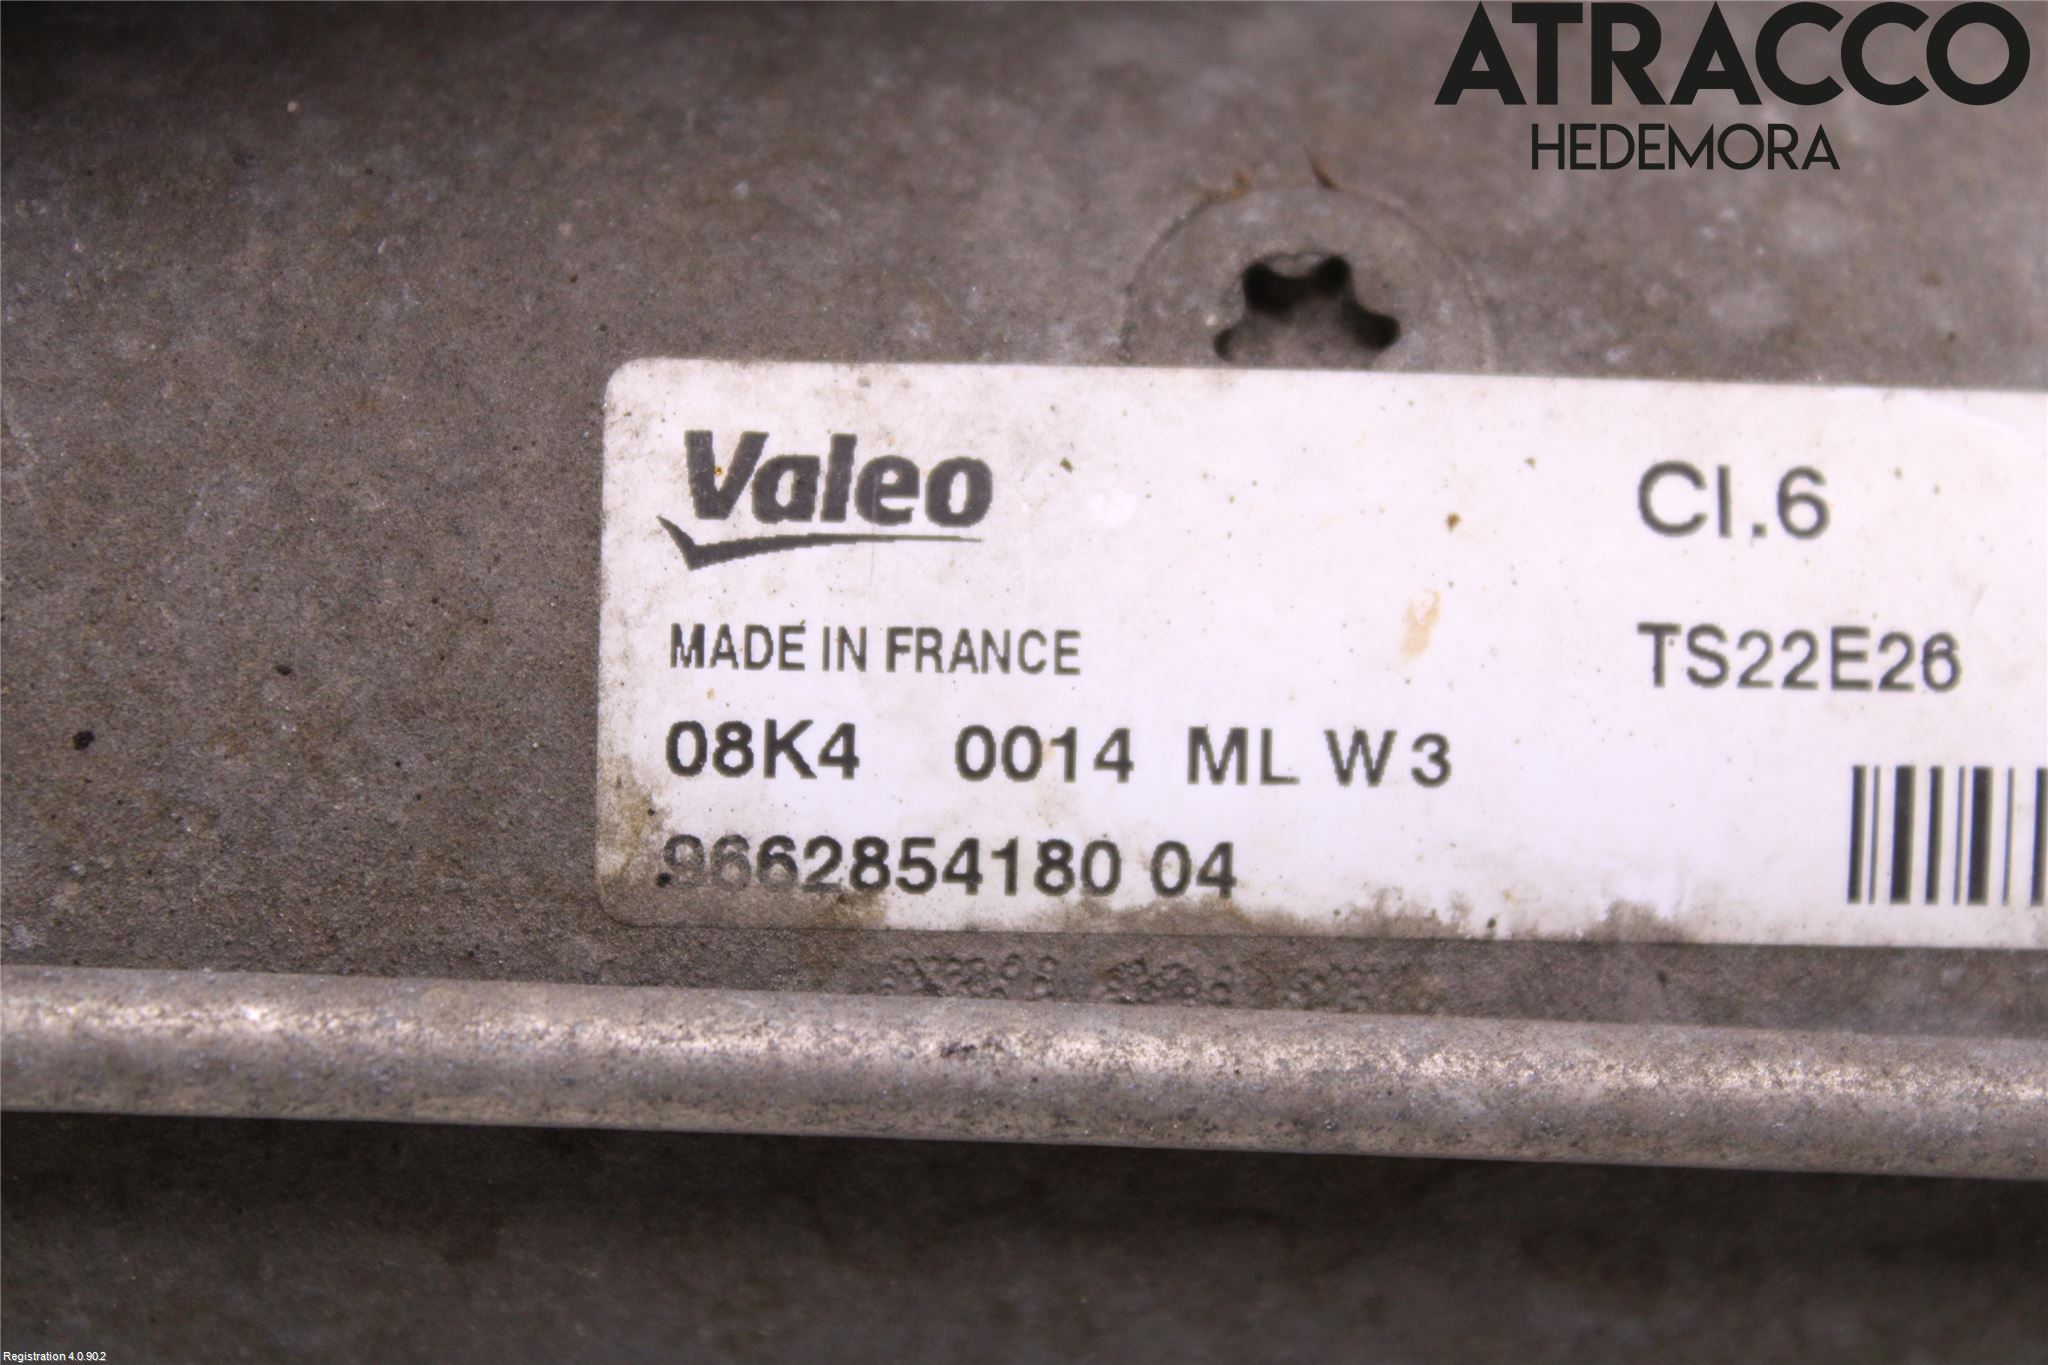 ATRACCO
HEDEMORA
Valeo
CI.6
MADE IN FRANCE
TS22E26
08K4 0014 ML W3
9662854180 04
Registration 4.0.90.2